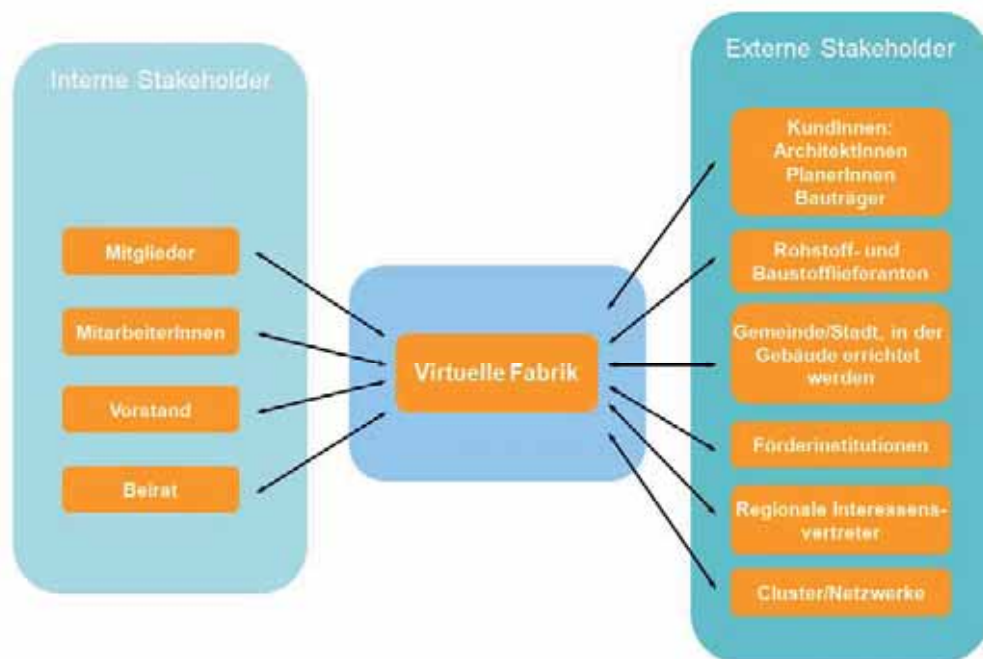 Interne Stakeholder
Mitglieder
MitarbeiterInnen
Vorstand
Beirat
Virtuelle Fabrik
Externe Stakeholder
KundInnen:
ArchitektInnen
PlanerInnen
Bauträger
Rohstoff- und
Baustofflieferanten
Gemeinde/Stadt, in der
Gebäude errichtet
werden
Förderinstitutionen
Regionale Interessens-
vertreter
Cluster/Netzwerke